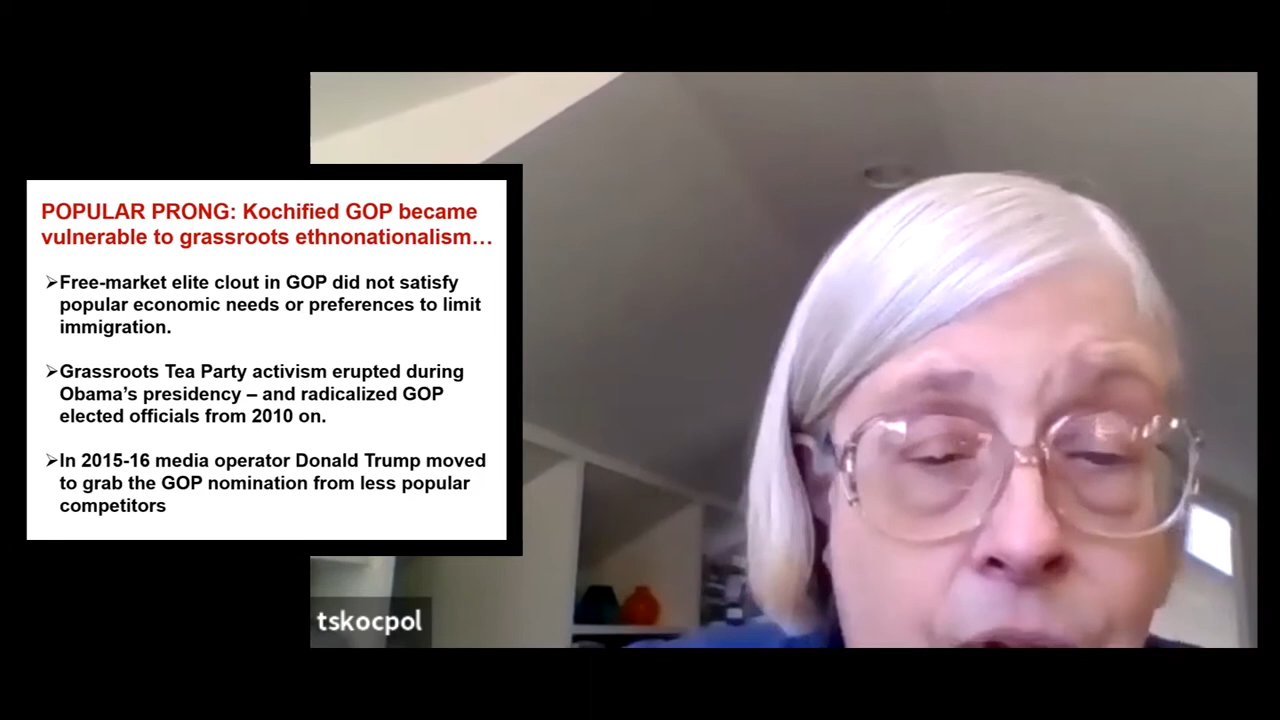 POPULAR PRONG: Kochified GOP became
vulnerable to grassroots ethnonationalism…
➢Free-market elite clout in GOP did not satisfy
popular economic needs or preferences to limit
immigration.
➢Grassroots Tea Party activism erupted during
Obama’s presidency – and radicalized GOP
elected officials from 2010 on.
➢In 2015-16 media operator Donald Trump moved
to grab the GOP nomination from less popular
competitors
tskocpol